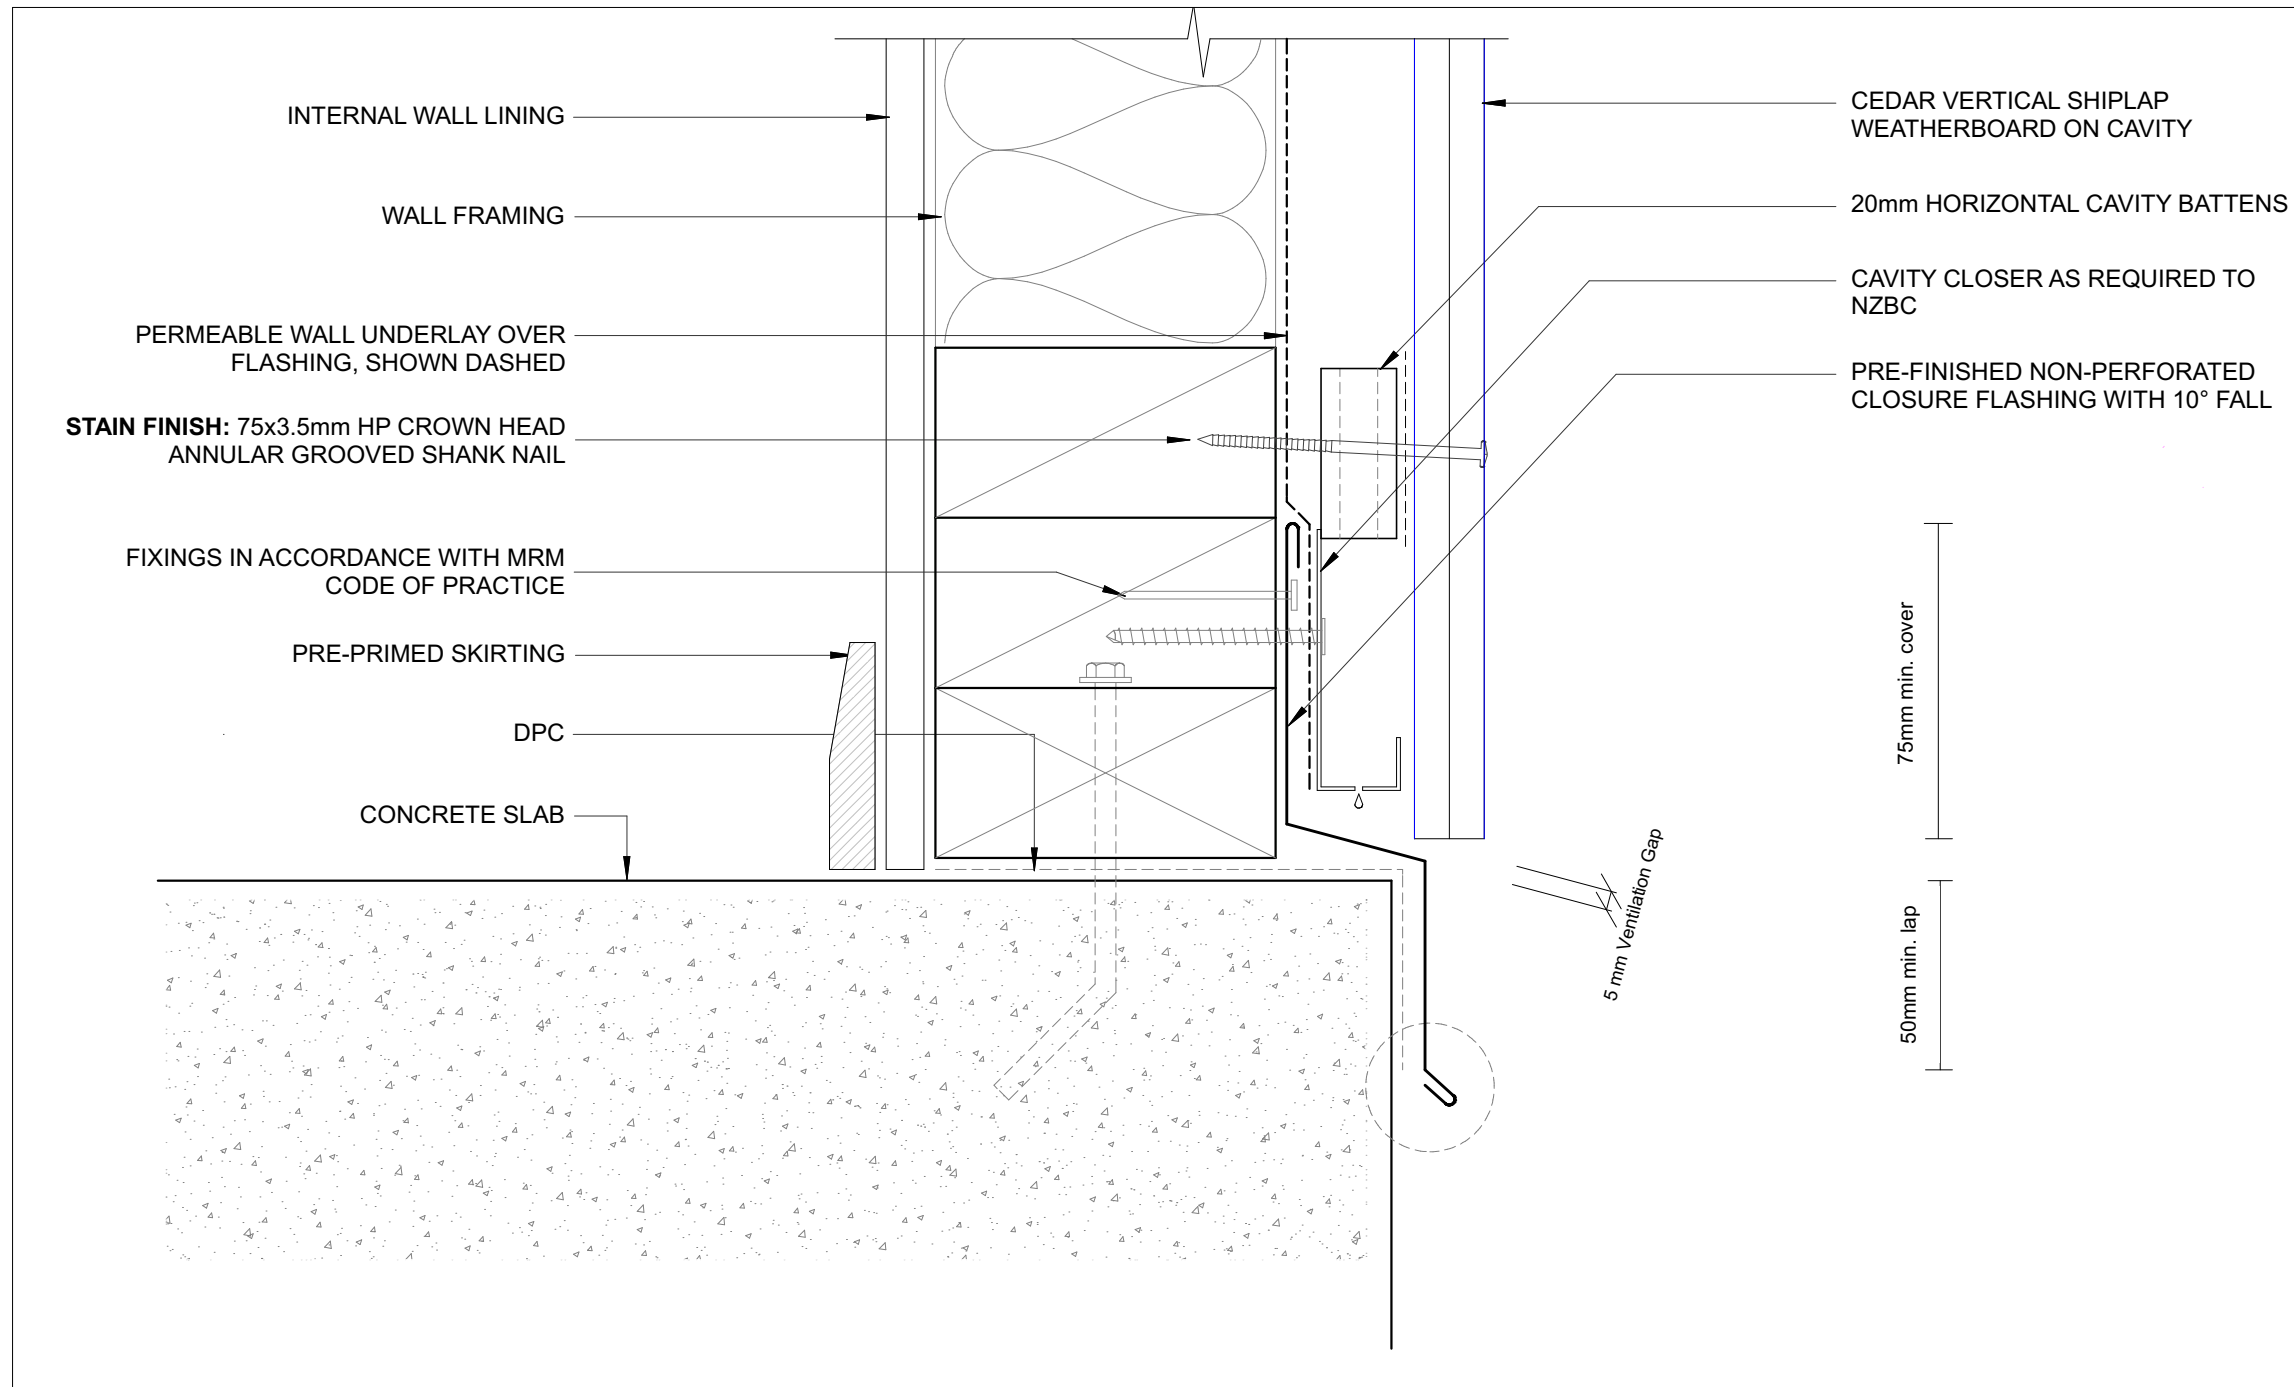 INTERNAL WALL LINING
WALL FRAMING
PERMEABLE WALL UNDERLAY OVER
FLASHING, SHOWN DASHED
STAIN FINISH: 75x3.5mm HP CROWN HEAD
ANNULAR GROOVED SHANK NAIL
FIXINGS IN ACCORDANCE WITH MRM
CODE OF PRACTICE
PRE-PRIMED SKIRTING
DPC
CONCRETE SLAB
CEDAR VERTICAL SHIPLAP
WEATHERBOARD ON CAVITY
20mm HORIZONTAL CAVITY BATTENS
CAVITY CLOSER AS REQUIRED TO
NZBC
PRE-FINISHED NON-PERFORATED
CLOSURE FLASHING WITH 10° FALL
75mm min. cover
5 mm Ventilation Gap
50mm min. lap